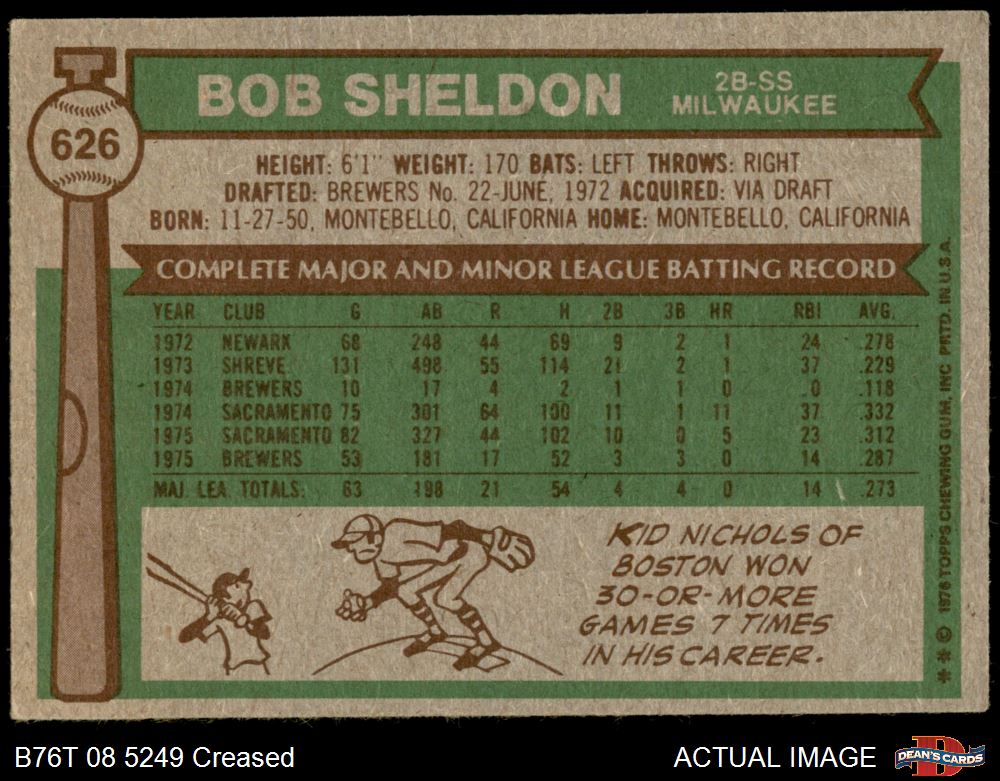 626
BOB SHELDON
2B-SS
MILWAUKEE
HEIGHT: 6'1" WEIGHT: 170 BATS: LEFT THROWS: RIGHT
DRAFTED: BREWERS No. 22-JUNE, 1972 ACQUIRED: VIA DRAFT
BORN: 11-27-50, MONTEBELLO, CALIFORNIA HOME: MONTEBELLO, CALIFORNIA
COMPLETE MAJOR AND MINOR LEAGUE BATTING RECORD
YEAR CLUB G AB R H 2B 3B HR RBI AVG.
1972 NEWARK 68 248 44 69 9 2 1 24 .278
1973 SHREVE. 131 498 55 114 21 2 1 37 .229
1974 BREWERS 10 17 4 2 1 1 0 0 .118
1974 SACRAMENTO 75 301 64 100 11 1 11 37 .332
1975 SACRAMENTO 82 327 44 102 10 0 5 23 .312
1975 BREWERS 53 181 17 52 3 3 0 14 .287
MAJ. LEA. TOTALS. 63 198 21 54 4 4 0 14 .273
KID NICHOLS OF
BOSTON WON
30-OR-MORE
GAMES 7 TIMES
IN HIS CAREER.
* * © 1976 TOPPS CHEWING GUM, INC PRTD. IN U.S.A.
B76T 08 5249 Creased
ACTUAL IMAGE
D
DEAN'S CARDS